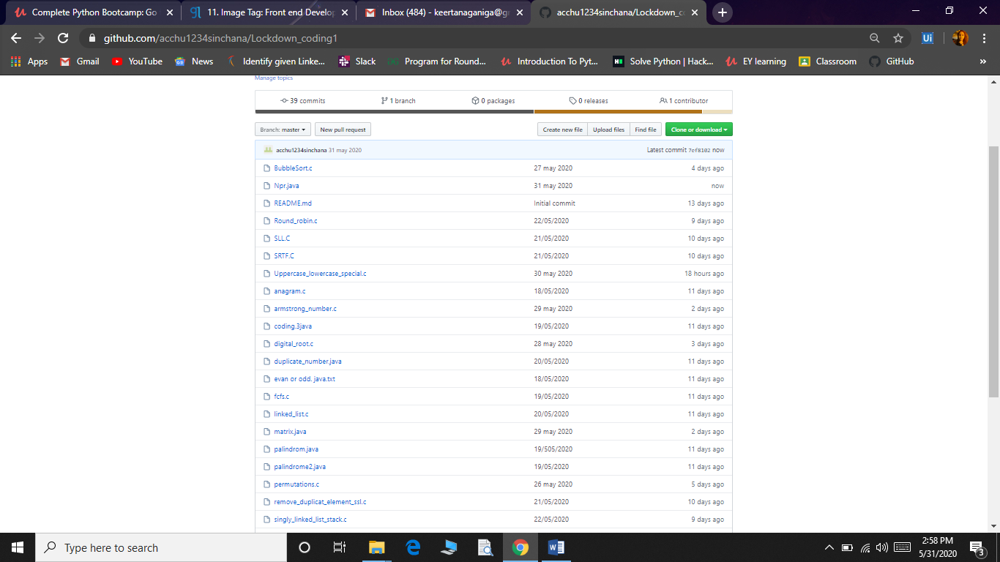 Complete Python Bootcamp: Go
11. Image Tag: Front end Develop
Inbox (484) - keertanaganiga@g
acchu1234sinchana/Lockdown_c
github.com/acchu1234sinchana/Lockdown_coding1
Ui
Apps Gmail YouTube News Identify given Linke... Slack Program for Round... Introduction To Pyt... Solve Python | Hack... EY learning Classroom GitHub »
Manage topics
39 commits 1 branch 0 packages 0 releases 1 contributor
Branch: master New pull request Create new file Upload files Find file Clone or download
acchu1234sinchana 31 may 2020 Latest commit 7ef8102 now
BubbleSort.c 27 may 2020 4 days ago
Npr.java 31 may 2020 now
README.md Initial commit 13 days ago
Round_robin.c 22/05/2020 9 days ago
SLL.C 21/05/2020 10 days ago
SRTF.C 21/05/2020 10 days ago
Uppercase_lowercase_special.c 30 may 2020 18 hours ago
anagram.c 18/05/2020 11 days ago
armstrong_number.c 29 may 2020 2 days ago
coding.3java 19/05/2020 11 days ago
digital_root.c 28 may 2020 3 days ago
duplicate_number.java 20/05/2020 11 days ago
evan or odd. java.txt 18/05/2020 11 days ago
fcfs.c 19/05/2020 11 days ago
linked_list.c 20/05/2020 11 days ago
matrix.java 29 may 2020 2 days ago
palindrom.java 19/505/2020 11 days ago
palindrome2.java 19/05/2020 11 days ago
permutations.c 26 may 2020 5 days ago
remove_duplicat_element_ssl.c 21/05/2020 10 days ago
singly_linked_list_stack.c 22/05/2020 9 days ago
Type here to search
2:58 PM
5/31/2020
3